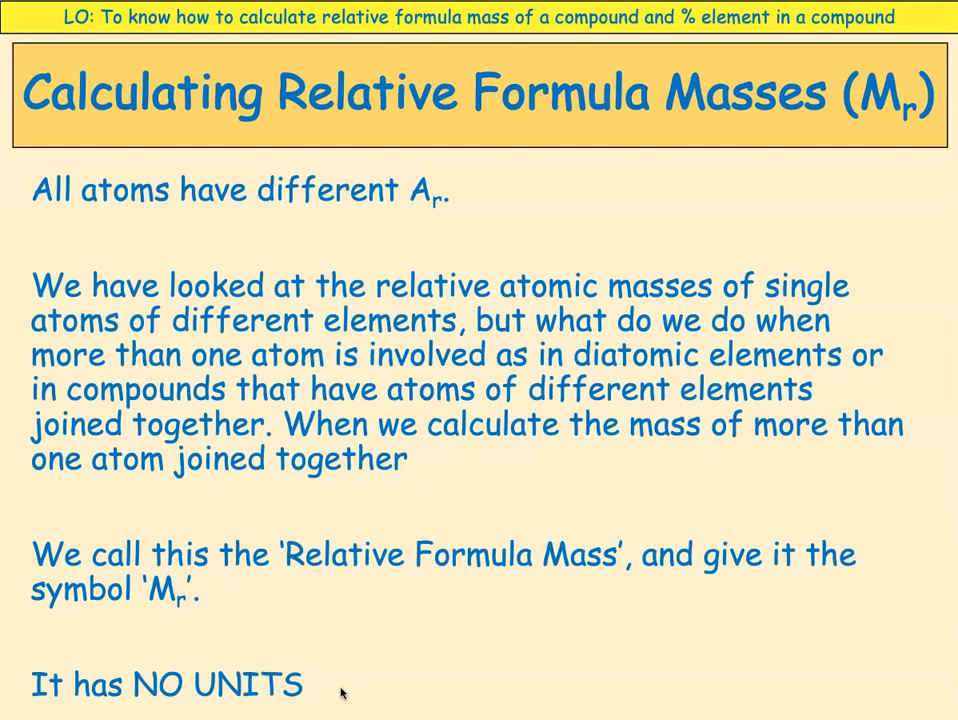 LO: To know how to calculate relative formula mass of a compound and % element in a compound
Calculating Relative Formula Masses (Mr)
All atoms have different Ar.
We have looked at the relative atomic masses of single
atoms of different elements, but what do we do when
more than one atom is involved as in diatomic elements or
in compounds that have atoms of different elements
joined together. When we calculate the mass of more than
one atom joined together
We call this the ‘Relative Formula Mass’, and give it the
symbol ‘Mr’.
It has NO UNITS